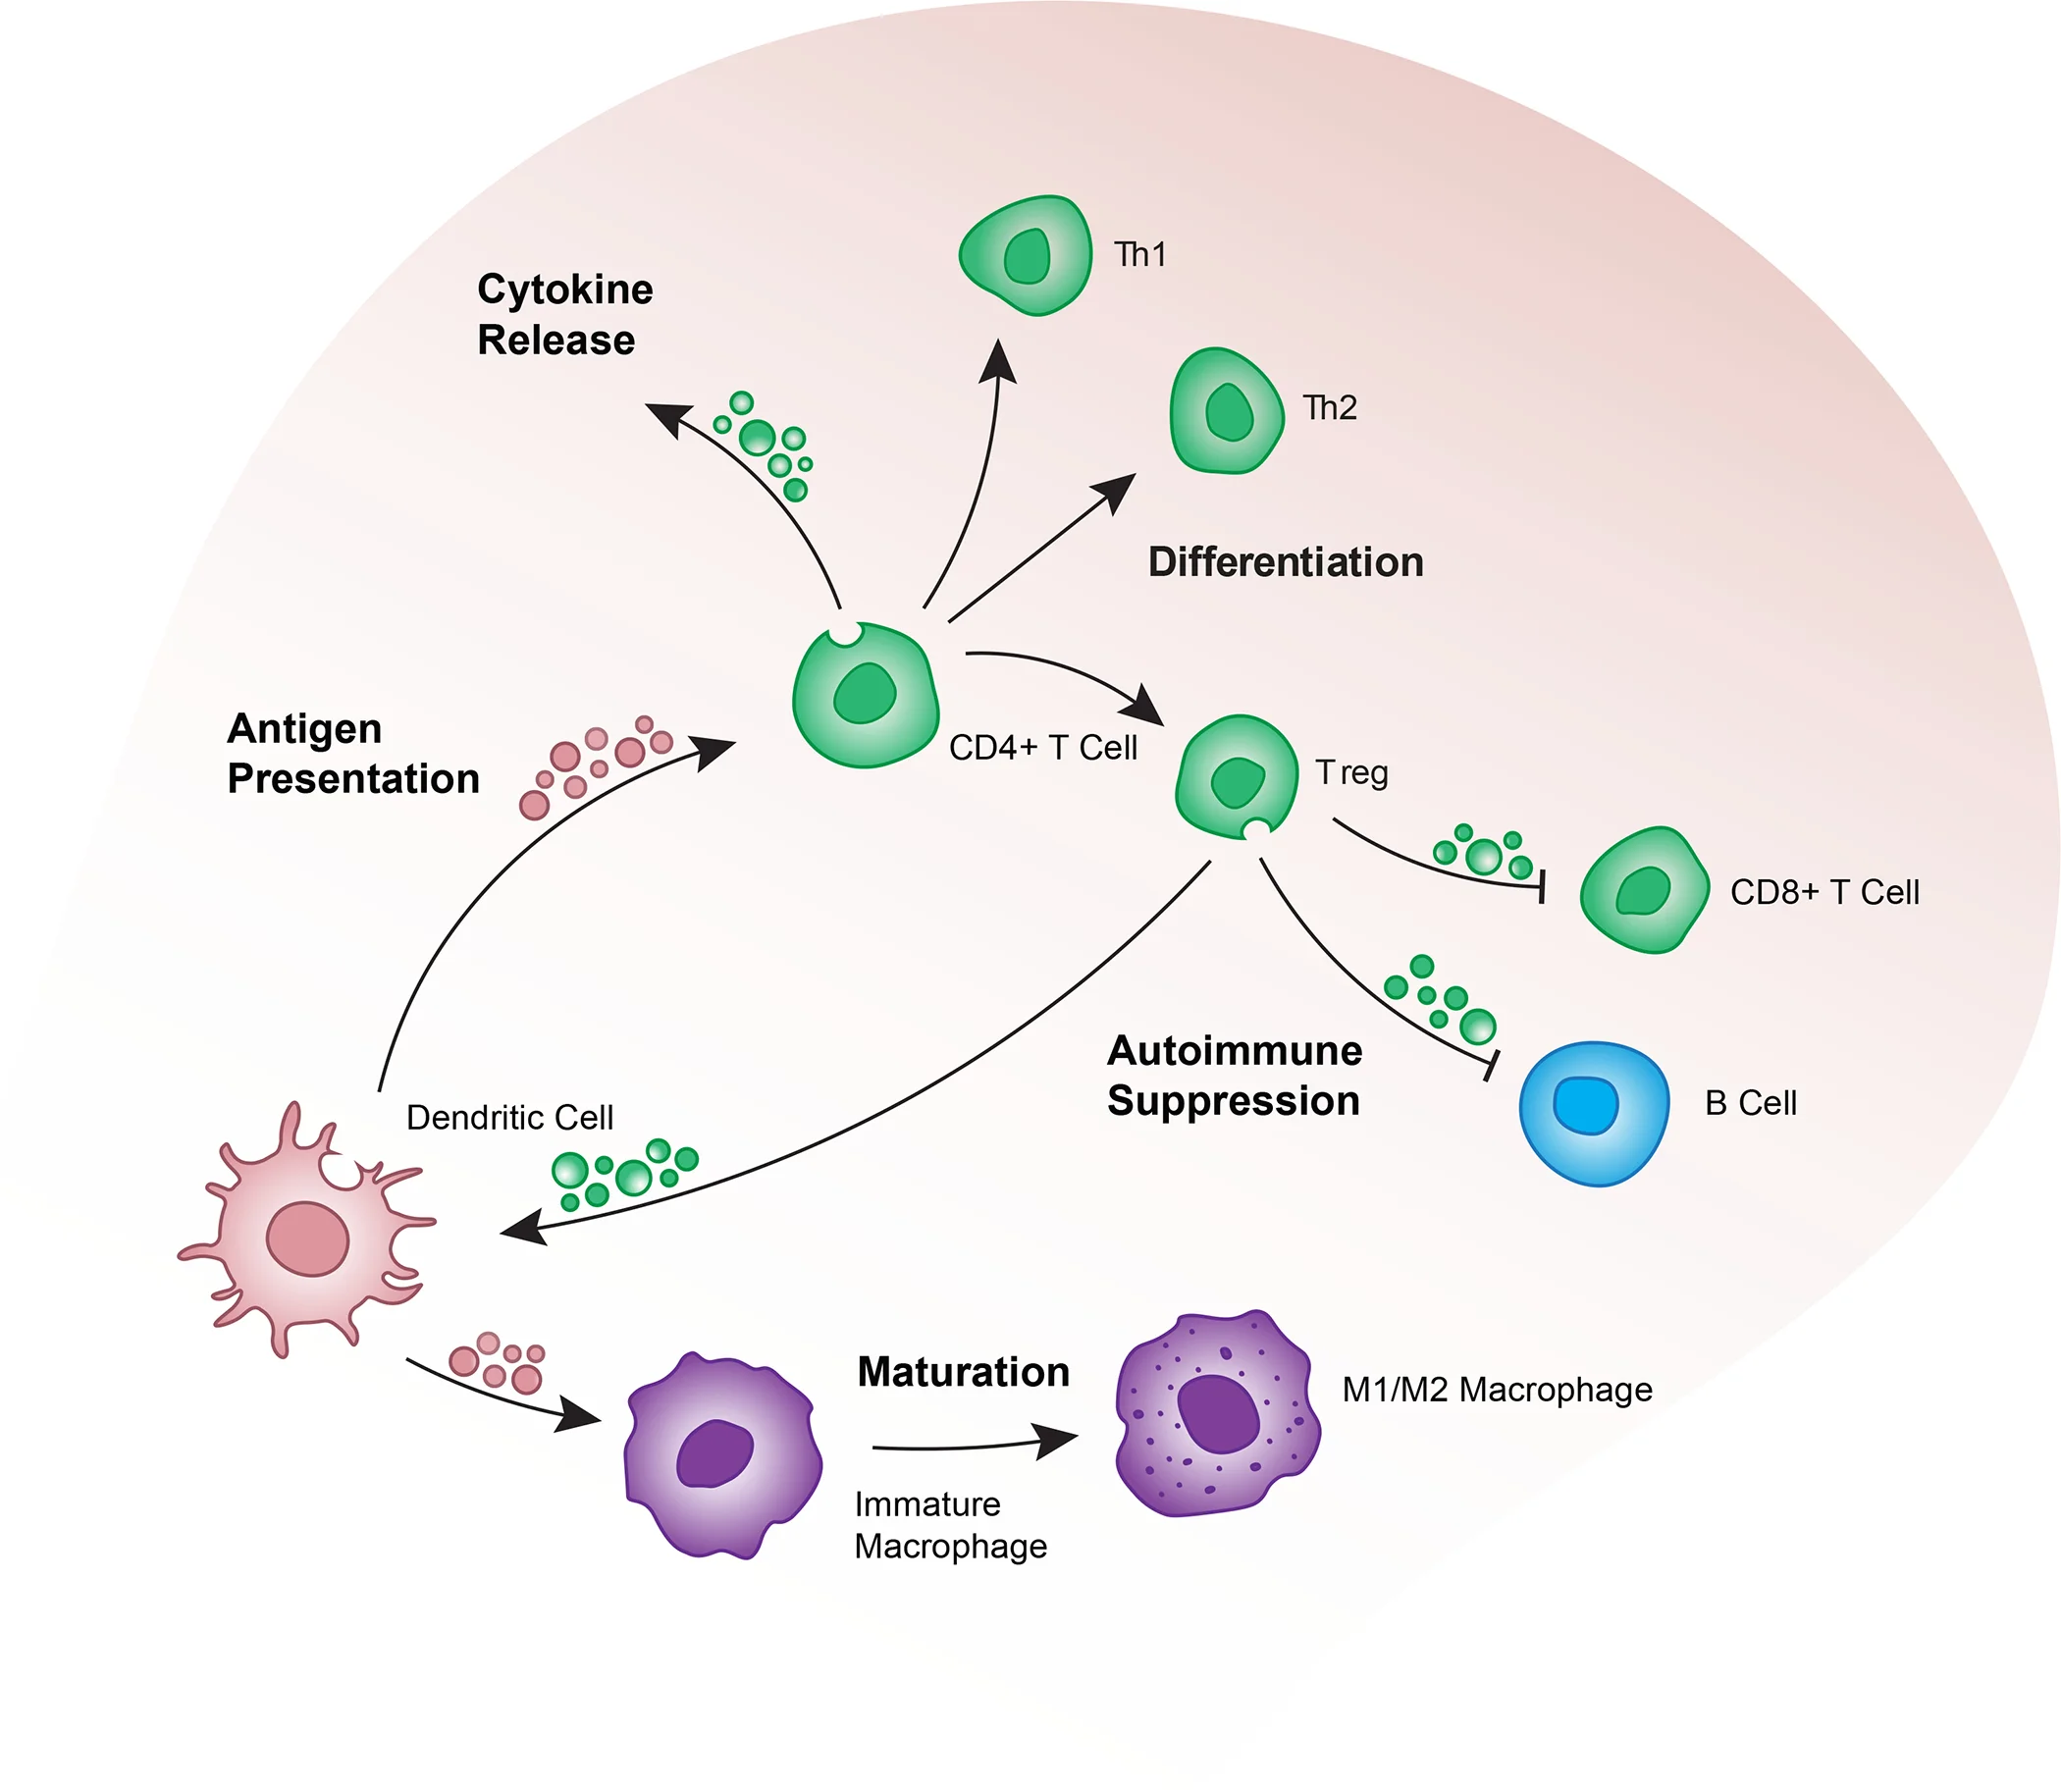 Th1
Cytokine
Release
Th2
Differentiation
Antigen
Presentation
CD4+ T Cell
T reg
CD8+ T Cell
Autoimmune
Suppression
B Cell
Dendritic Cell
Maturation
M1/M2 Macrophage
Immature
Macrophage